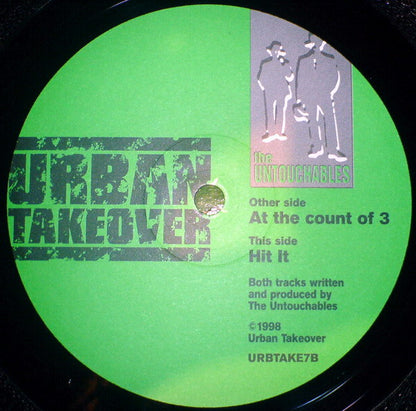 URBAN
TAKEOVER
the
UNTOUCHABLES
Other side
At the count of 3
This side
Hit It
Both tracks written
and produced by
The Untouchables
©1998
Urban Takeover
URBTAKE7B